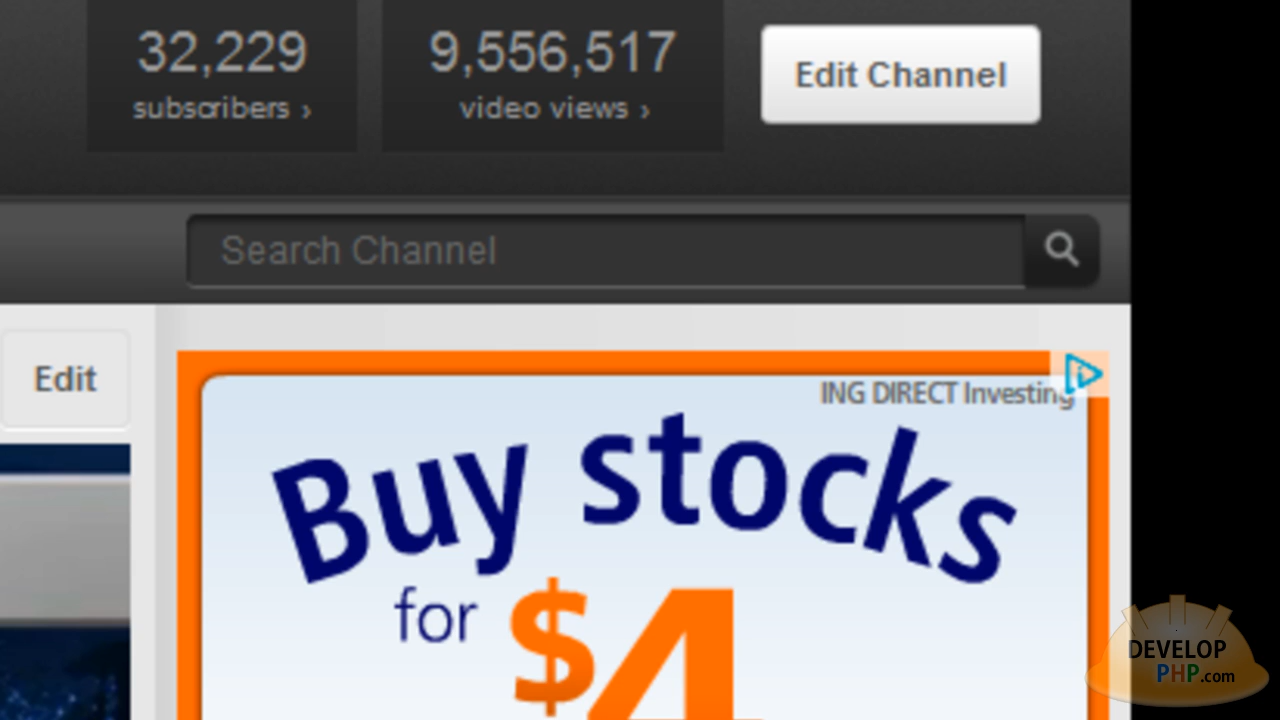 32,229
subscribers ›
9,556,517
video views ›
Edit Channel
Search Channel
Edit
ING DIRECT Investing
Buy stocks
for $4
DEVELOP
PHP.com